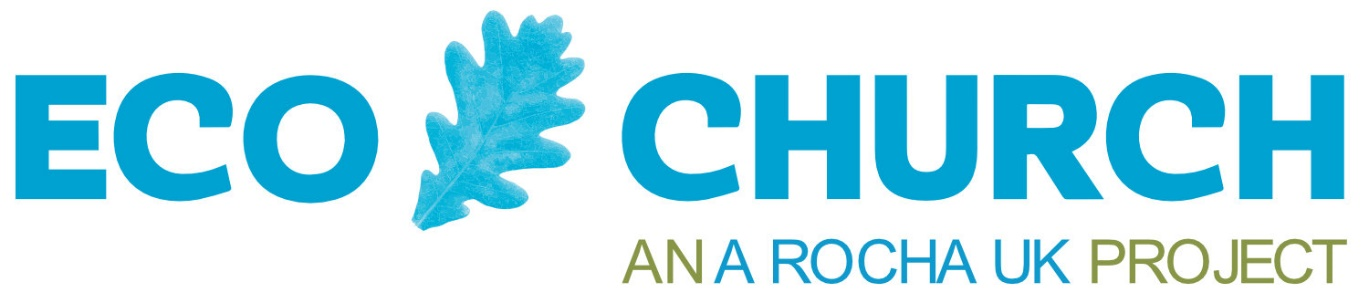 ECO CHURCH
AN A ROCHA UK PROJECT